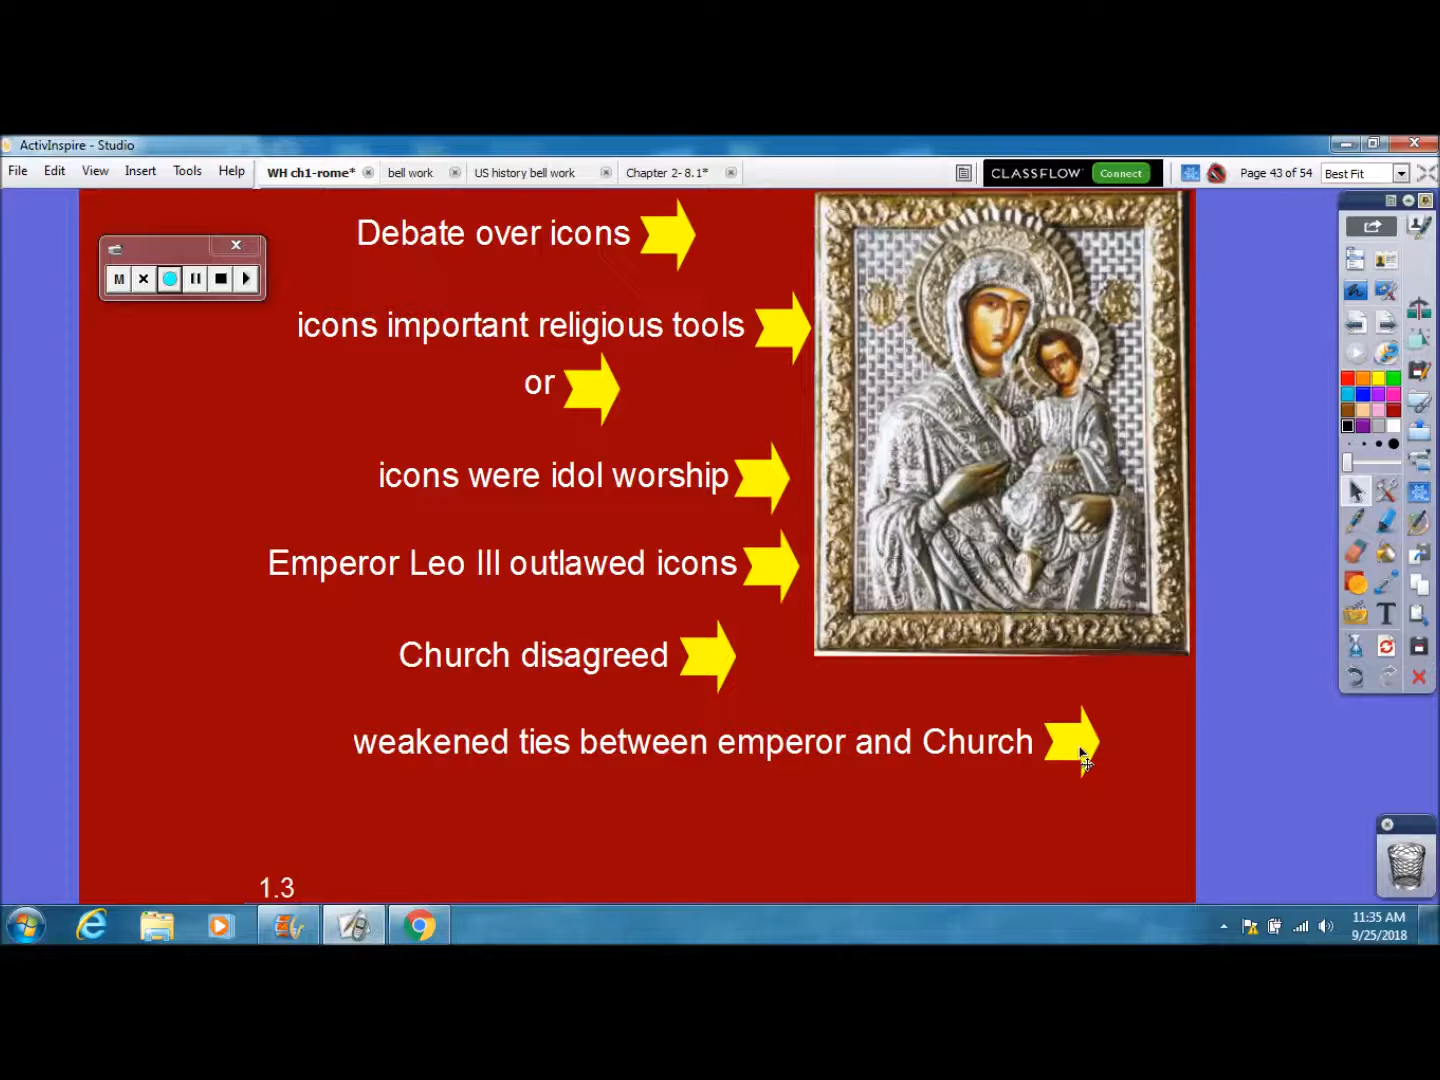 ActivInspire - Studio
File Edit View Insert Tools Help WH ch1-rome* bell work US history bell work Chapter 2- 8.1* CLASSFLOW Connect Page 43 of 54 Best Fit
Debate over icons
M
icons important religious tools
or
icons were idol worship
Emperor Leo III outlawed icons
Church disagreed
weakened ties between emperor and Church
1.3
11:35 AM
9/25/2018